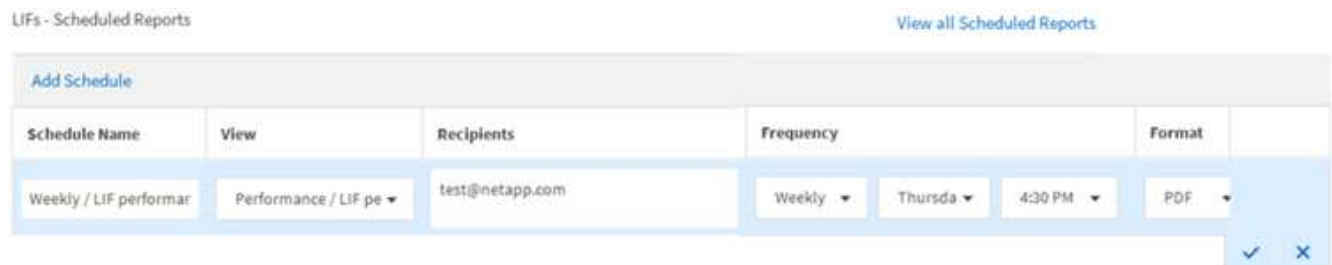 LIFs - Scheduled Reports View all Scheduled Reports
Add Schedule
Schedule Name View Recipients Frequency Format
Weekly / LIF performar Performance / LIF pe test@netapp.com Weekly Thursda 4:30 PM PDF